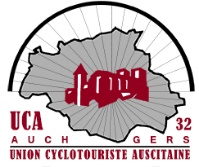 UCA 32
AUCH GERS
UNION CYCLOTOURISTE AUSCITAINE